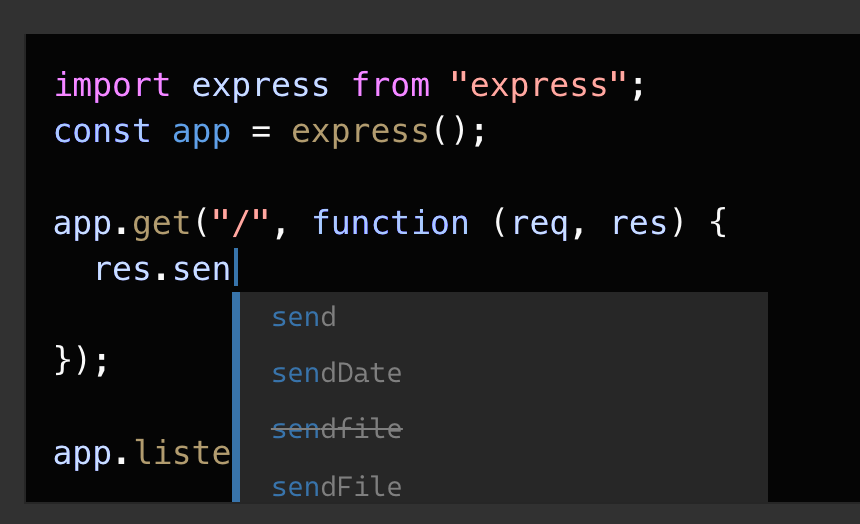 import express from "express";
const app = express();
app.get("/", function (req, res) {
  res.sen
send
sendDate
});
sendfile
app.liste
sendFile